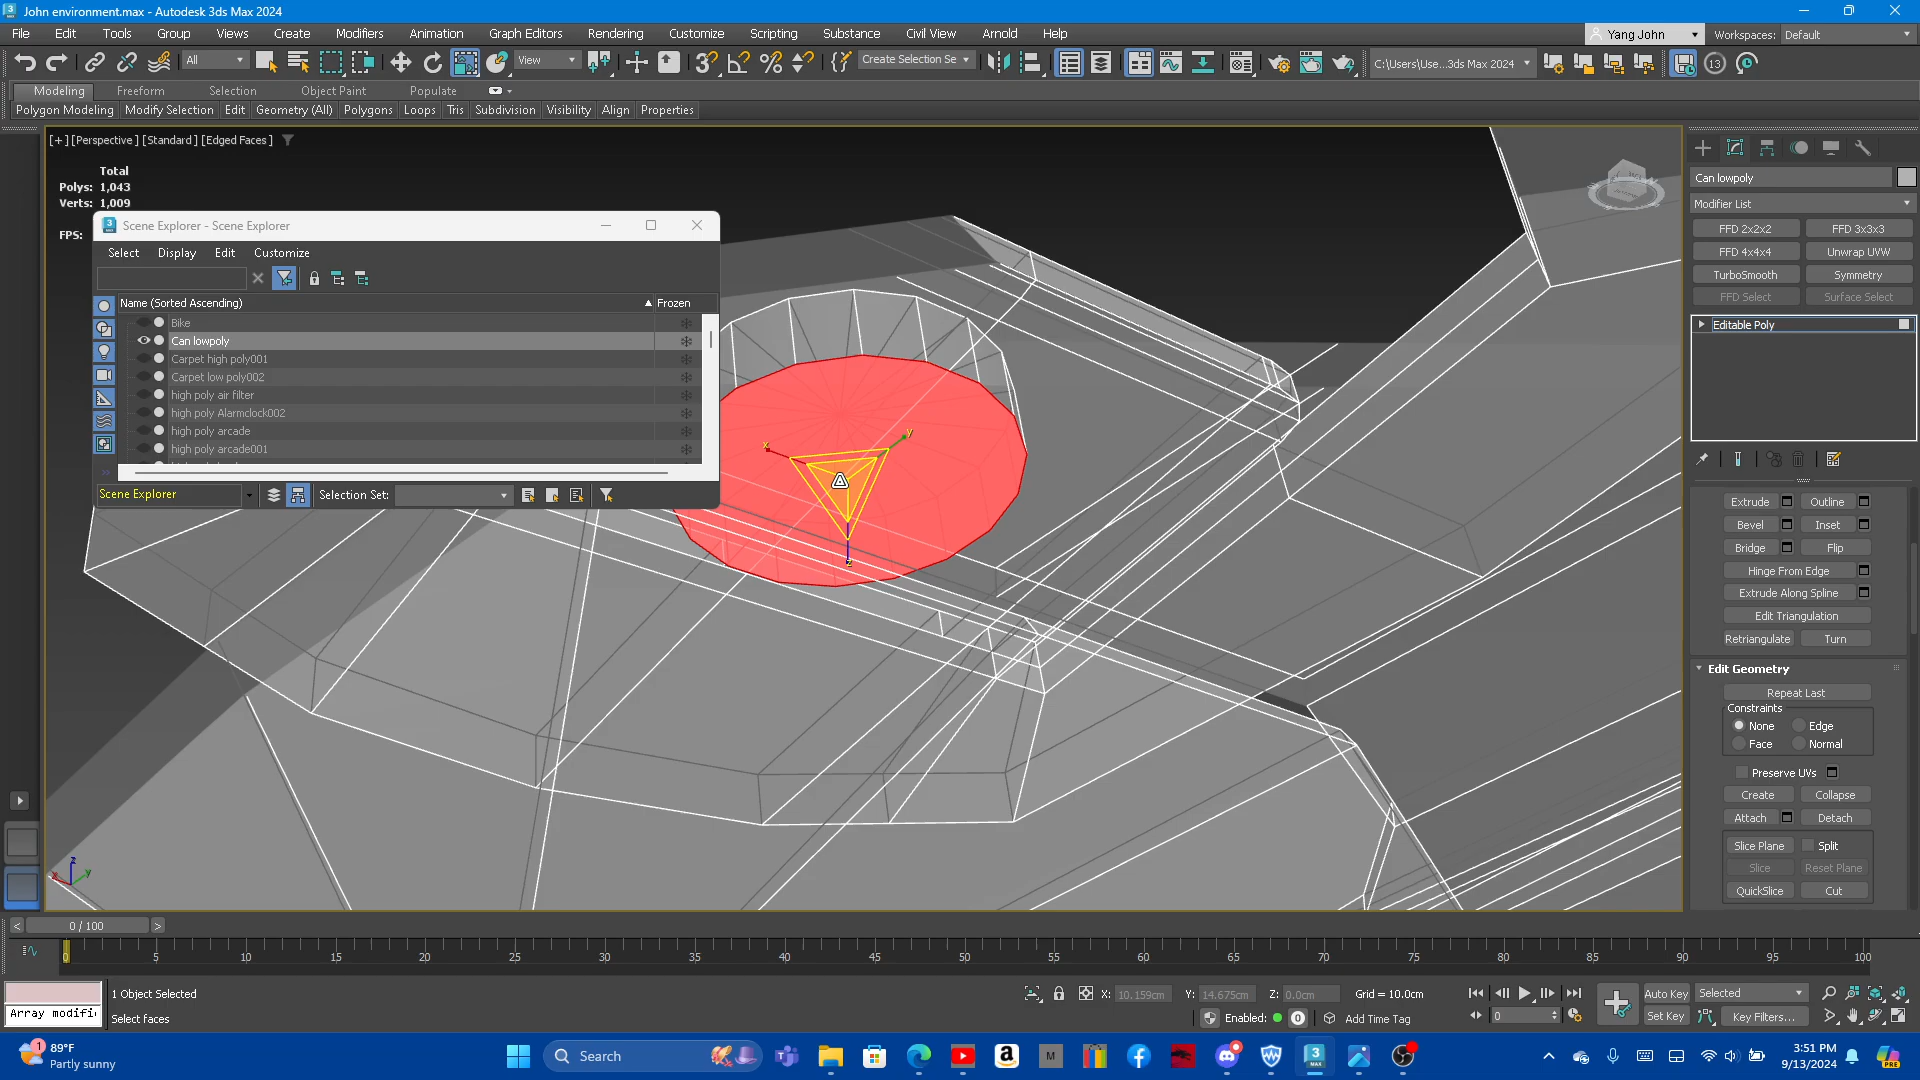 John environment.max - Autodesk 3ds Max 2024
File Edit Tools Group Views Create Modifiers Animation Graph Editors Rendering Customize Scripting Substance Civil View Arnold Help
Yang John Workspaces: Default
All View Create Selection Se C:\Users\Use...3ds Max 2024 13
Modeling Freeform Selection Object Paint Populate
Polygon Modeling Modify Selection Edit Geometry (All) Polygons Loops Tris Subdivision Visibility Align Properties
[+] [Perspective ] [Standard ] [Edged Faces ]
Total
Polys: 1,043
Verts: 1,009
FPS:
Scene Explorer - Scene Explorer
Select Display Edit Customize
Name (Sorted Ascending) Frozen
Bike
Can lowpoly
Carpet high poly001
Carpet low poly002
high poly air filter
high poly Alarmclock002
high poly arcade
high poly arcade001
Scene Explorer Selection Set:
x
y
z
Can lowpoly
Modifier List
FFD 2x2x2 FFD 3x3x3
FFD 4x4x4 Unwrap UVW
TurboSmooth Symmetry
FFD Select Surface Select
Editable Poly
Extrude Outline
Bevel Inset
Bridge Flip
Hinge From Edge
Extrude Along Spline
Edit Triangulation
Retriangulate Turn
Edit Geometry
Repeat Last
Constraints
None Edge
Face Normal
Preserve UVs
Create Collapse
Attach Detach
Slice Plane Split
Slice Reset Plane
QuickSlice Cut
z
x y
< 0 / 100 >
0 5 10 15 20 25 30 35 40 45 50 55 60 65 70 75 80 85 90 95 100
1 Object Selected X: 10.159cm Y: 14.675cm Z: 0.0cm Grid = 10.0cm Auto Key Selected
Array modifi Select faces Enabled: 0 Add Time Tag 0 Set Key Key Filters...
1 89°F
Partly sunny
Search
3:51 PM
9/13/2024